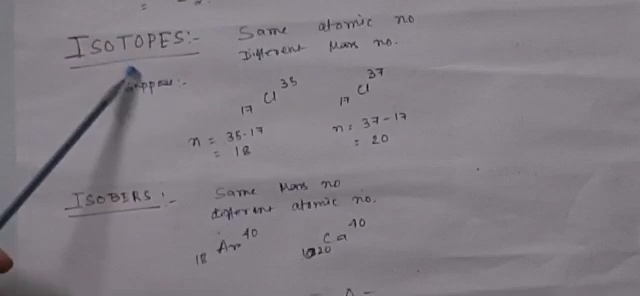 ISOTOPES:- Same atomic no
Different Mass no.
17 Cl 35 17 Cl 37
n = 35-17 n = 37-17
= 18 = 20
ISOBERS :- Same Mass no
different atomic no.
18 Ar 40 20 Ca 40